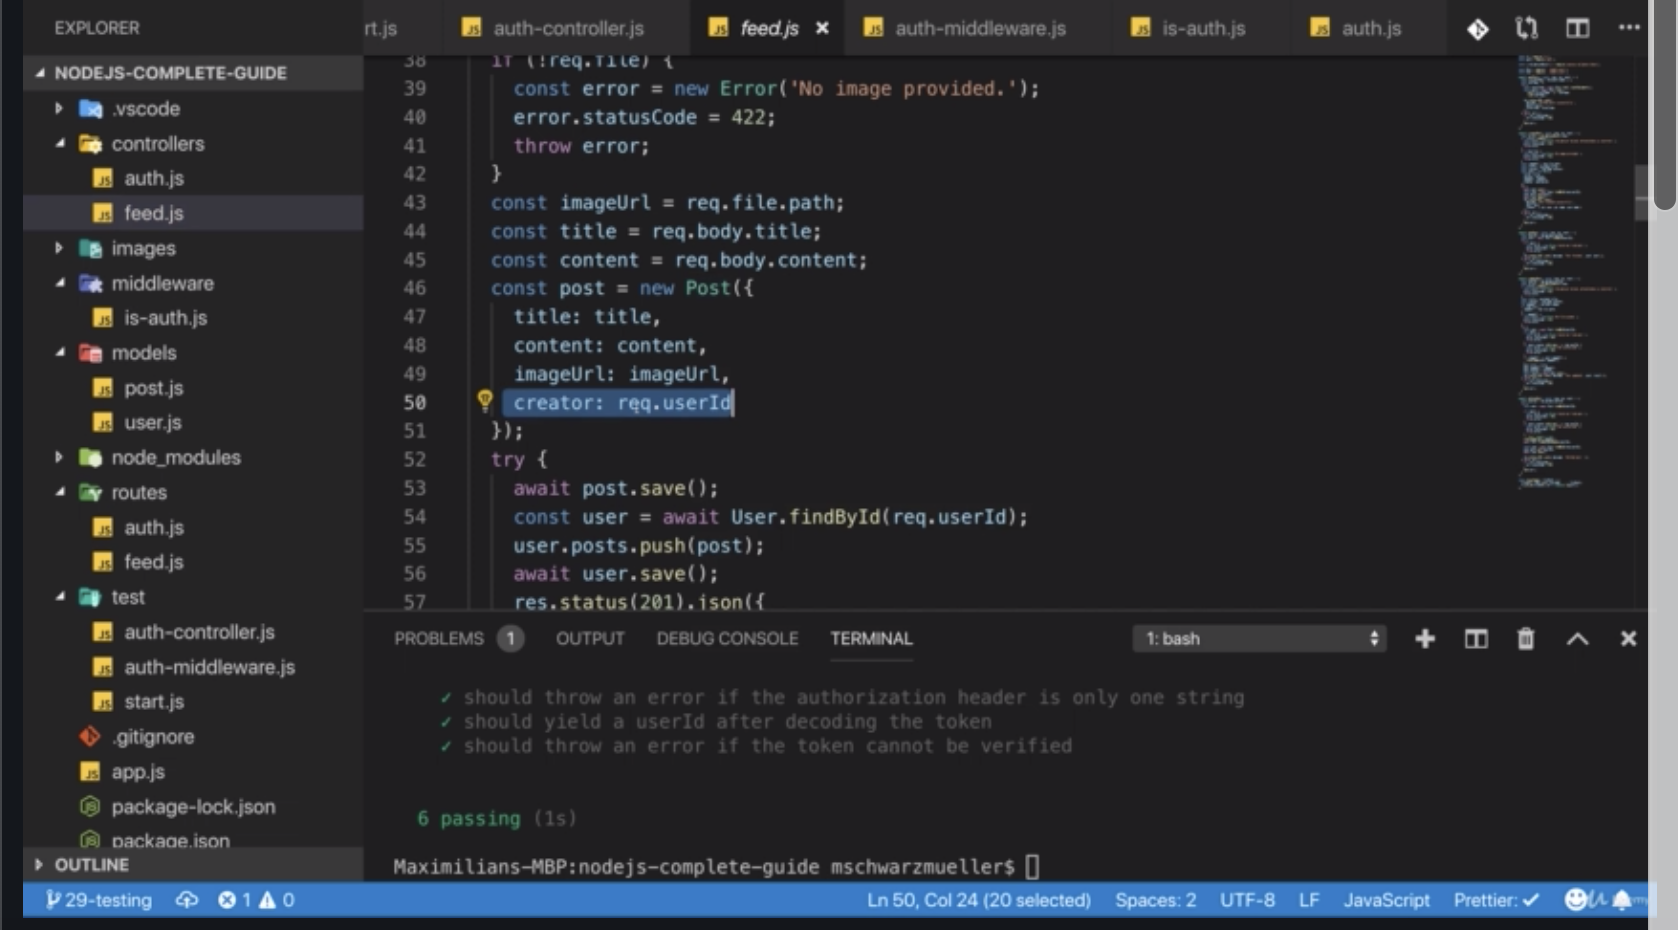 EXPLORER
rt.js
auth-controller.js
feed.js
auth-middleware.js
is-auth.js
auth.js
NODEJS-COMPLETE-GUIDE
.vscode
controllers
auth.js
feed.js
images
middleware
is-auth.js
models
post.js
user.js
node_modules
routes
auth.js
feed.js
test
auth-controller.js
auth-middleware.js
start.js
.gitignore
app.js
package-lock.json
package.json
OUTLINE
38 if (!req.file) {
39 const error = new Error('No image provided.');
40 error.statusCode = 422;
41 throw error;
42 }
43 const imageUrl = req.file.path;
44 const title = req.body.title;
45 const content = req.body.content;
46 const post = new Post({
47 title: title,
48 content: content,
49 imageUrl: imageUrl,
50 creator: req.userId
51 });
52 try {
53 await post.save();
54 const user = await User.findById(req.userId);
55 user.posts.push(post);
56 await user.save();
57 res.status(201).json({
PROBLEMS 1 OUTPUT DEBUG CONSOLE TERMINAL 1: bash
✓ should throw an error if the authorization header is only one string
✓ should yield a userId after decoding the token
✓ should throw an error if the token cannot be verified
6 passing (1s)
Maximilians-MBP:nodejs-complete-guide mschwarzmueller$
29-testing 1 0 Ln 50, Col 24 (20 selected) Spaces: 2 UTF-8 LF JavaScript Prettier: ✓